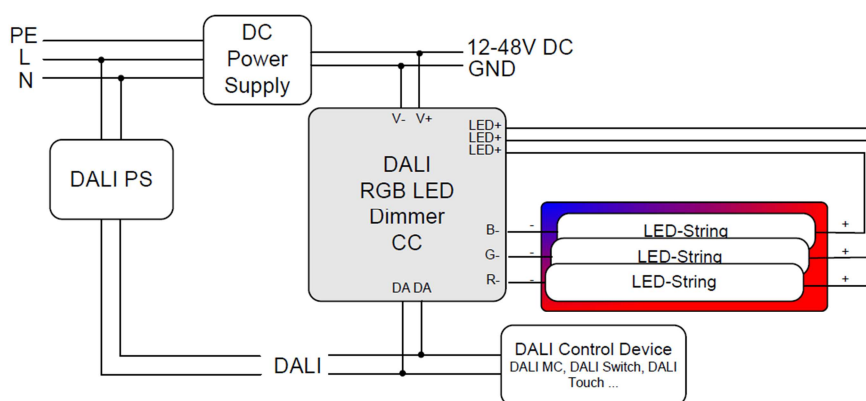 PE
L
N
DC
Power
Supply
12-48V DC
GND
DALI PS
V- V+
LED+
LED+
LED+
DALI
RGB LED
Dimmer
CC
B-
G-
R-
DA DA
- LED-String +
- LED-String +
- LED-String +
DALI
DALI Control Device
DALI MC, DALI Switch, DALI
Touch ...